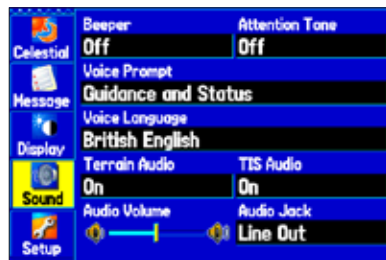 Celestial
Message
Display
Sound
Setup
Beeper
Attention Tone
Off
Off
Voice Prompt
Guidance and Status
Voice Language
British English
Terrain Audio
TIS Audio
On
On
Audio Volume
Audio Jack
Line Out